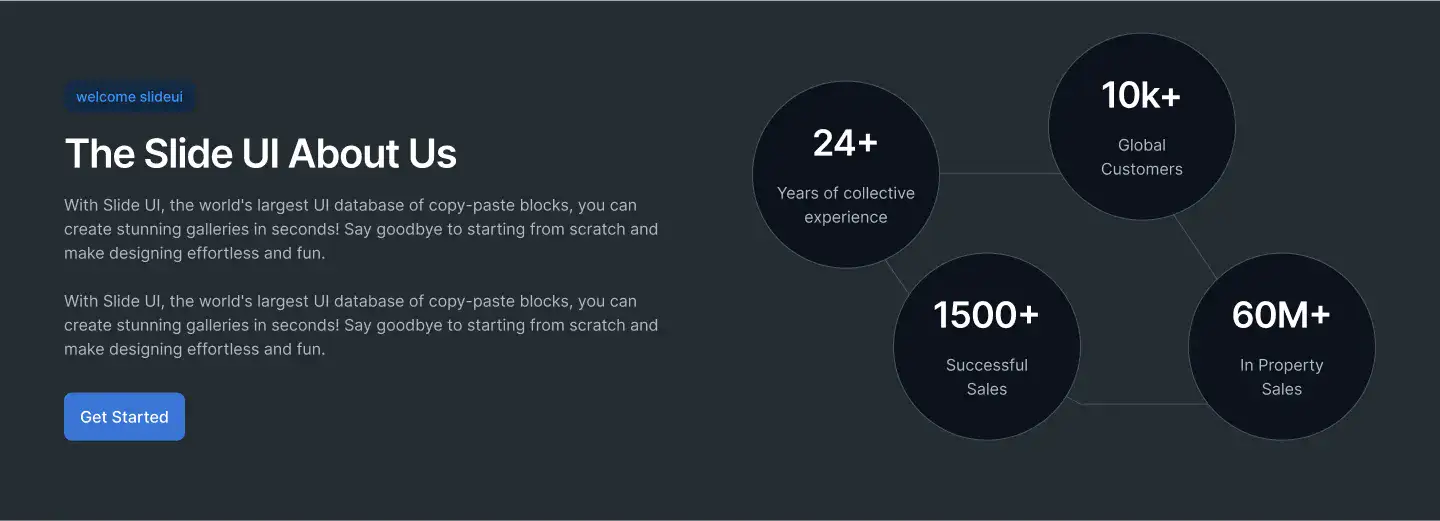 welcome slideui
The Slide UI About Us
With Slide UI, the world's largest UI database of copy-paste blocks, you can
create stunning galleries in seconds! Say goodbye to starting from scratch and
make designing effortless and fun.
With Slide UI, the world's largest UI database of copy-paste blocks, you can
create stunning galleries in seconds! Say goodbye to starting from scratch and
make designing effortless and fun.
Get Started
24+
Years of collective
experience
10k+
Global
Customers
1500+
Successful
Sales
60M+
In Property
Sales